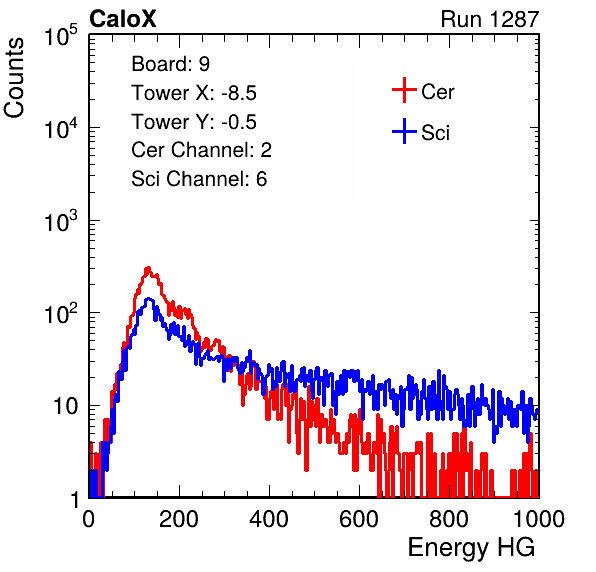 CaloX Run 1287
Counts
10^5
10^4
10^3
10^2
10
1
Board: 9
Tower X: -8.5
Tower Y: -0.5
Cer Channel: 2
Sci Channel: 6
Cer
Sci
0 200 400 600 800 1000
Energy HG